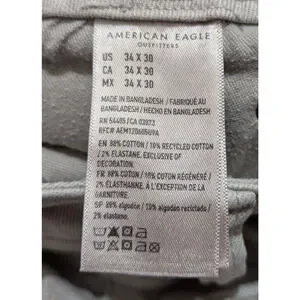 AMERICAN EAGLE
OUTFITTERS
US 34 X 30
CA 34 X 30
MX 34 X 30
MADE IN BANGLADESH / FABRIQUÉ AU
BANGLADESH / HECHO EN BANGLADESH
RN 54485 / CA 03023
EN 88% COTTON / 10% RECYCLED COTTON
/ 2% ELASTANE. EXCLUSIVE OF
DECORATION.
FR 88% COTON / 10% COTON RÉGÉNÉRÉ /
2% ÉLASTHANNE. À L'EXCEPTION DE LA
GARNITURE
SP 88% algodón / 10% algodón reciclado /
2% elastano.